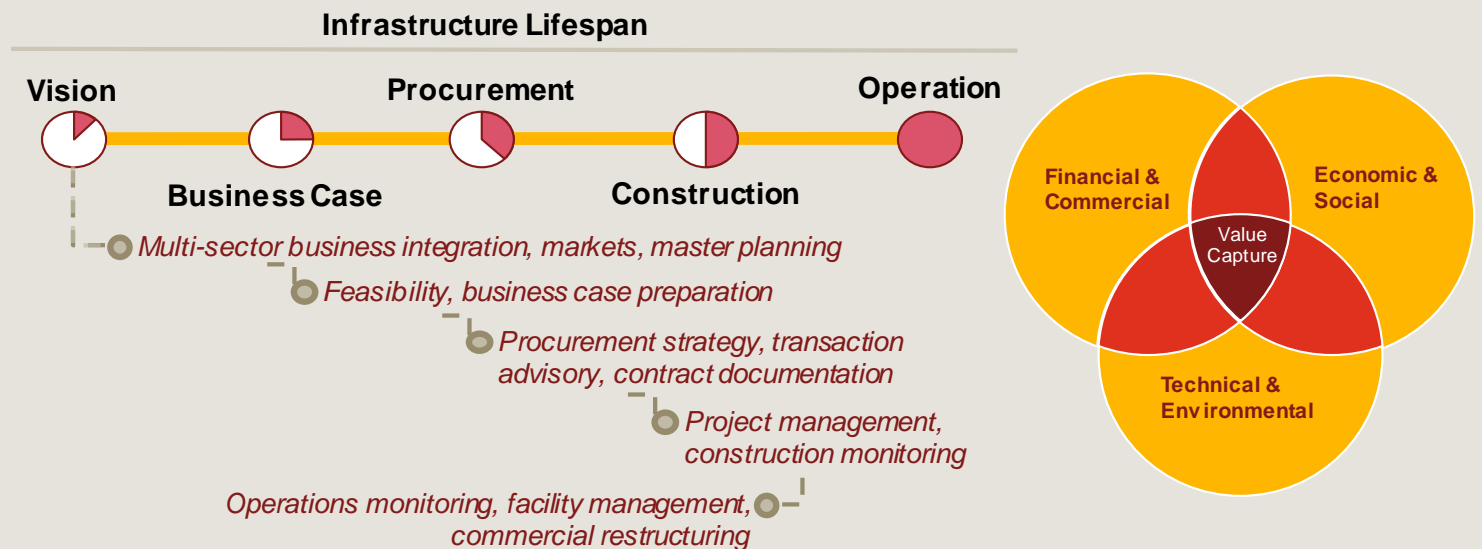 Infrastructure Lifespan
Vision
Procurement
Operation
Business Case
Construction
Multi-sector business integration, markets, master planning
Feasibility, business case preparation
Procurement strategy, transaction
advisory, contract documentation
Project management,
construction monitoring
Operations monitoring, facility management,
commercial restructuring
Financial &
Commercial
Economic &
Social
Value
Capture
Technical &
Environmental